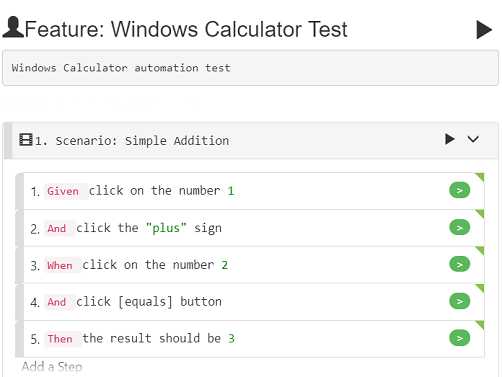 Feature: Windows Calculator Test
Windows Calculator automation test
1. Scenario: Simple Addition
1. Given click on the number 1 >
2. And click the "plus" sign >
3. When click on the number 2 >
4. And click [equals] button >
5. Then the result should be 3 >
Add a Step